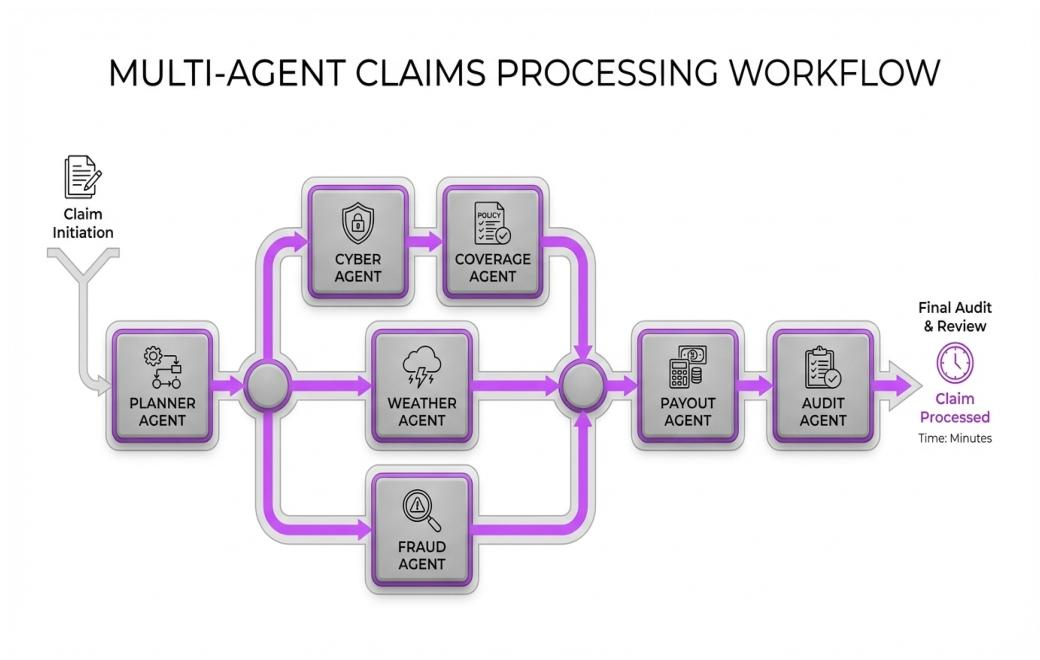 MULTI-AGENT CLAIMS PROCESSING WORKFLOW
Claim
Initiation
PLANNER
AGENT
CYBER
AGENT
POLICY
COVERAGE
AGENT
WEATHER
AGENT
FRAUD
AGENT
PAYOUT
AGENT
AUDIT
AGENT
Final Audit
& Review
Claim
Processed
Time: Minutes